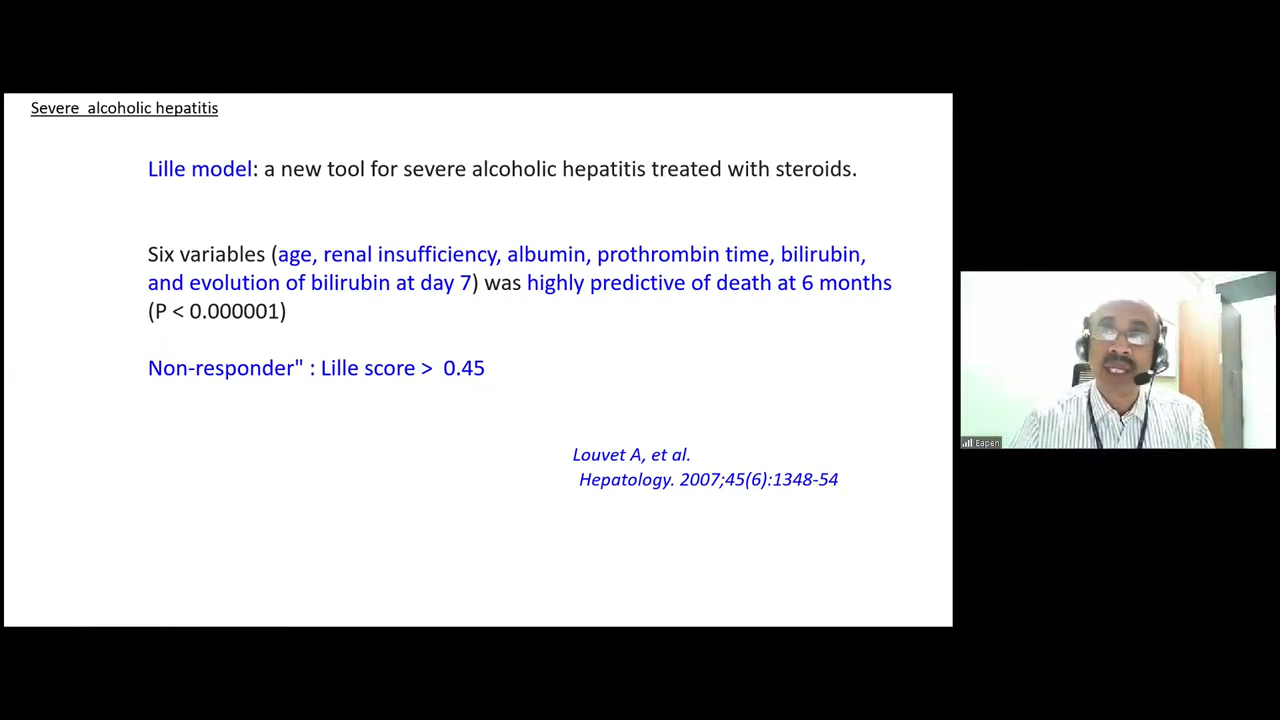 Severe  alcoholic hepatitis
Lille model: a new tool for severe alcoholic hepatitis treated with steroids.
Six variables (age, renal insufficiency, albumin, prothrombin time, bilirubin,
and evolution of bilirubin at day 7) was highly predictive of death at 6 months
(P < 0.000001)
Non-responder" : Lille score >  0.45
Louvet A, et al.
Hepatology. 2007;45(6):1348-54
Eapen